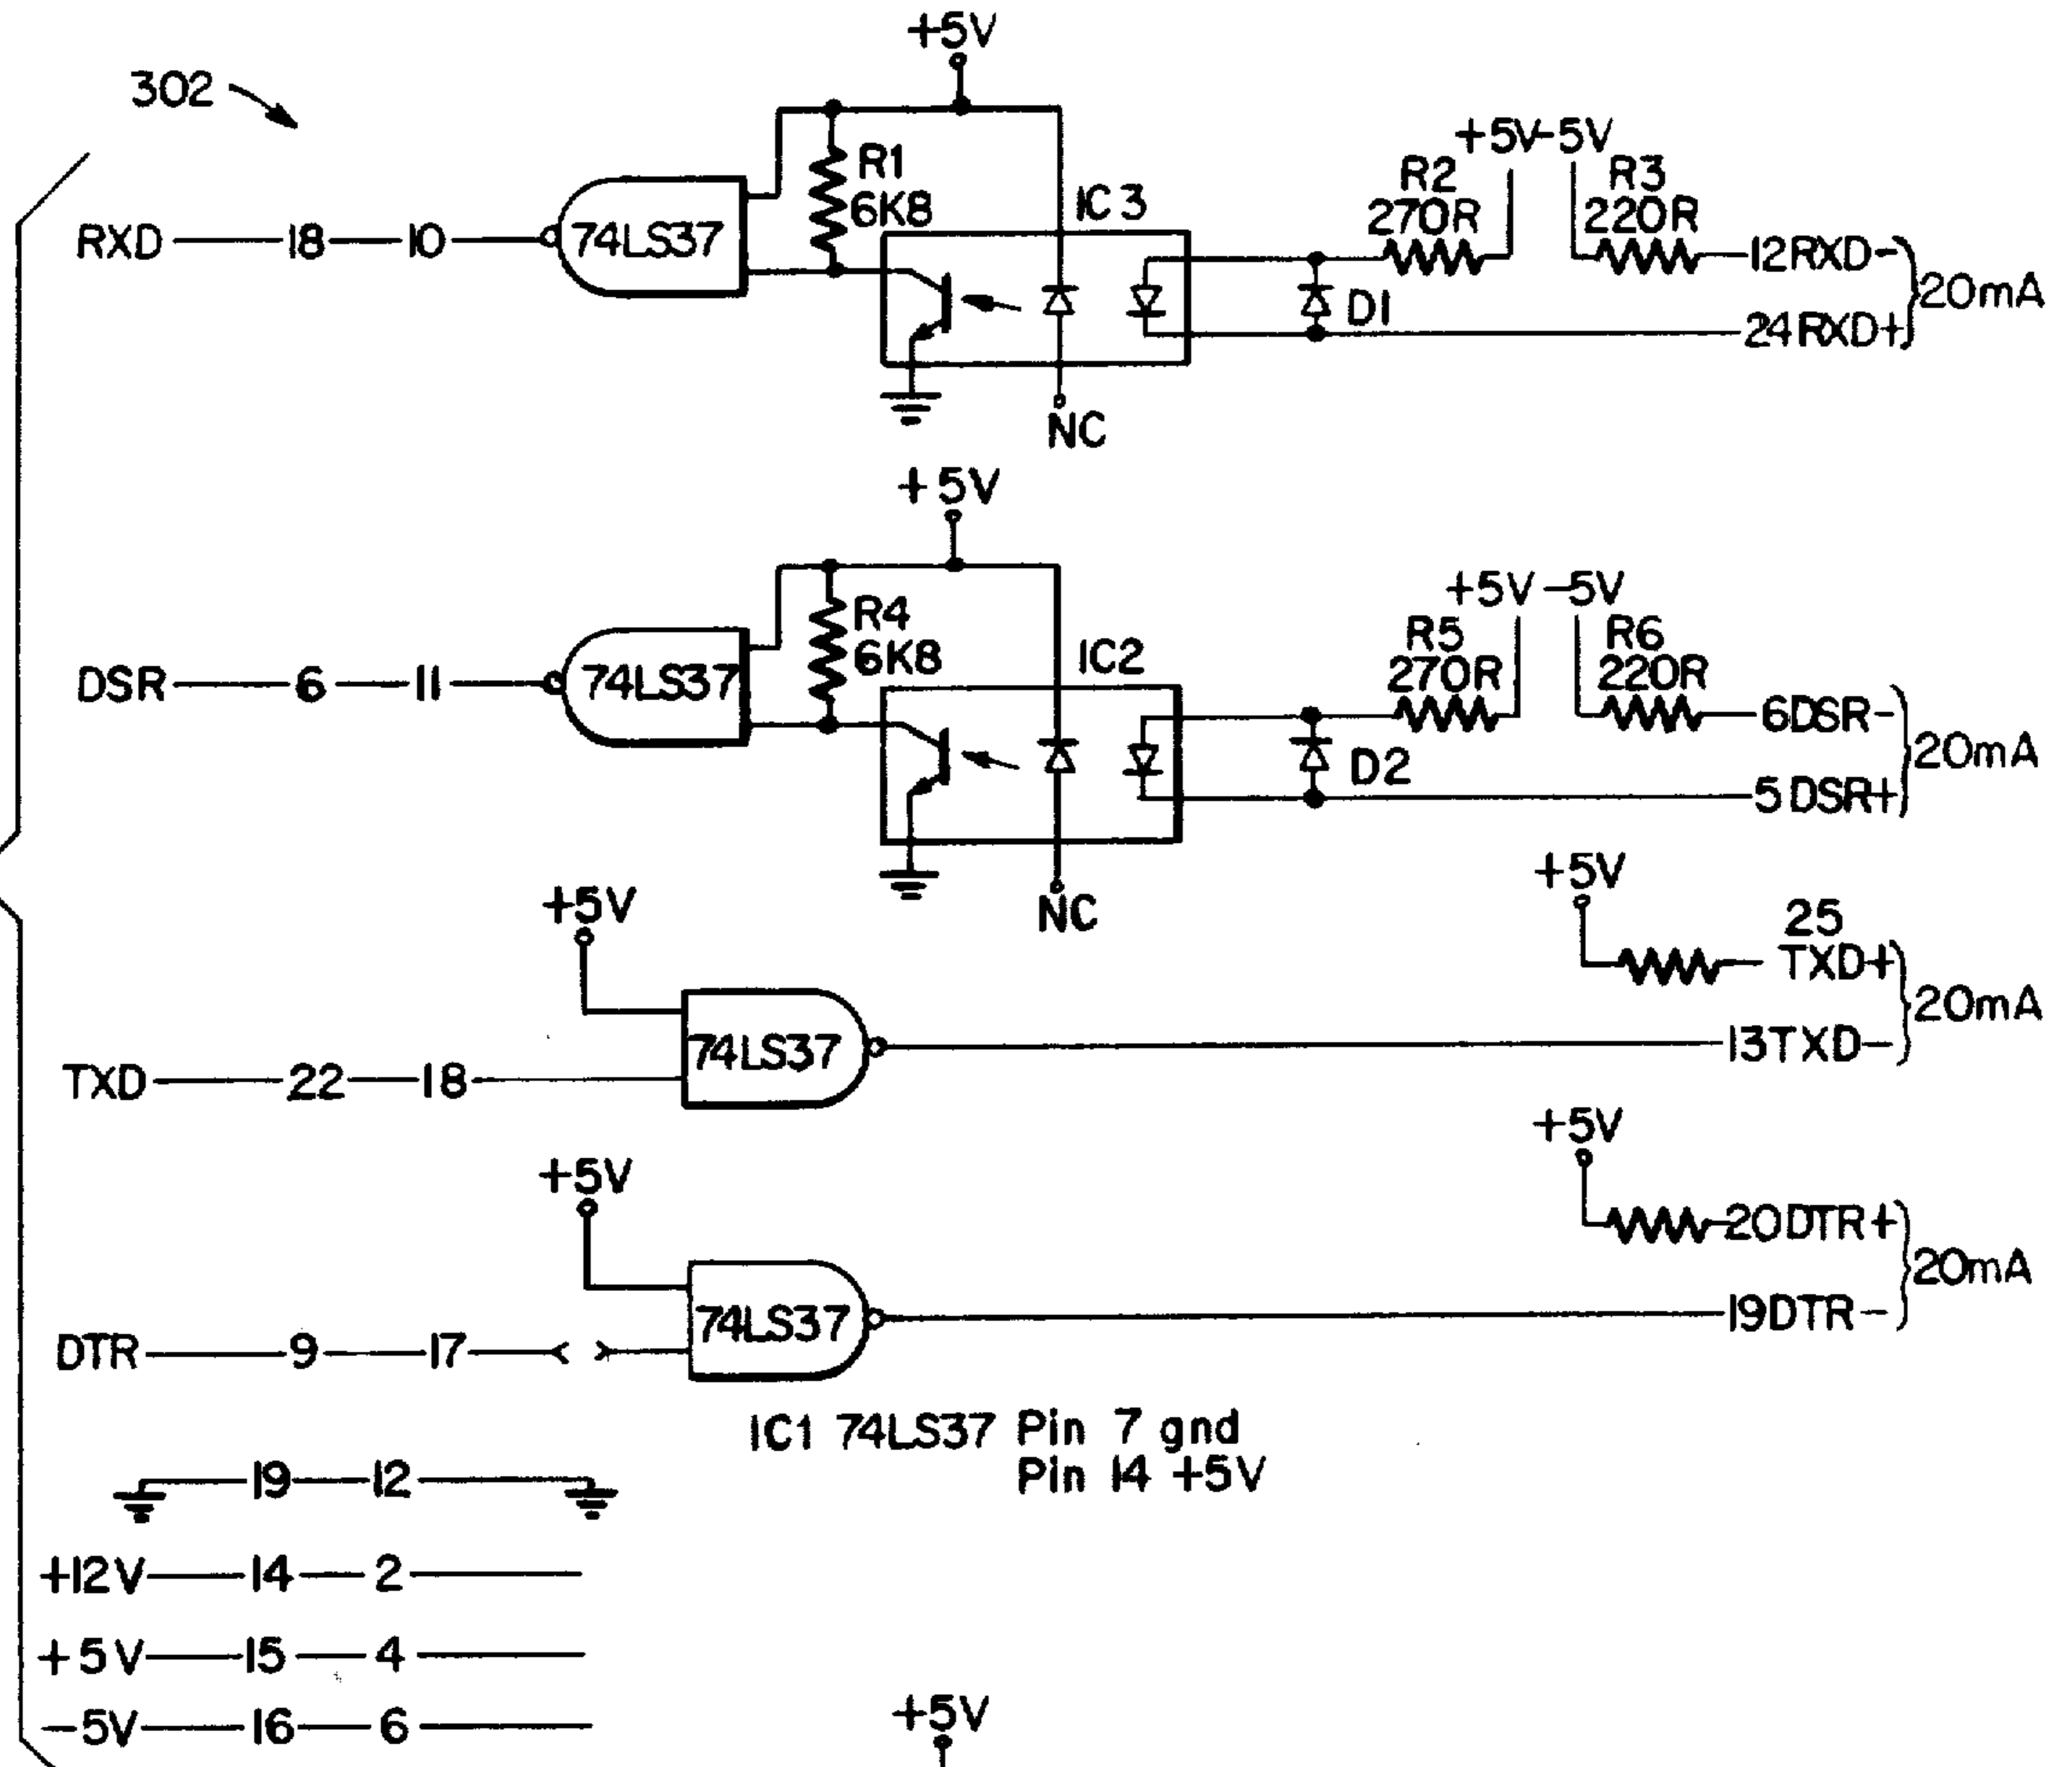 302
+5V
R1
6K8
IC3
+5V -5V
R2
270R
R3
220R
RXD 18 10
74LS37
12RXD-
D1
24RXD+
20mA
NC
+5V
R4
6K8
IC2
+5V -5V
R5
270R
R6
220R
DSR 6 11
74LS37
6DSR-
D2
5DSR+
20mA
NC
+5V
+5V
25
TXD+
20mA
TXD 22 18
74LS37
13TXD-
+5V
+5V
20DTR+
20mA
DTR 9 17
74LS37
19DTR-
IC1 74LS37 Pin 7 gnd
Pin 14 +5V
19 12
+12V 14 2
+5V 15 4
-5V 16 6
+5V